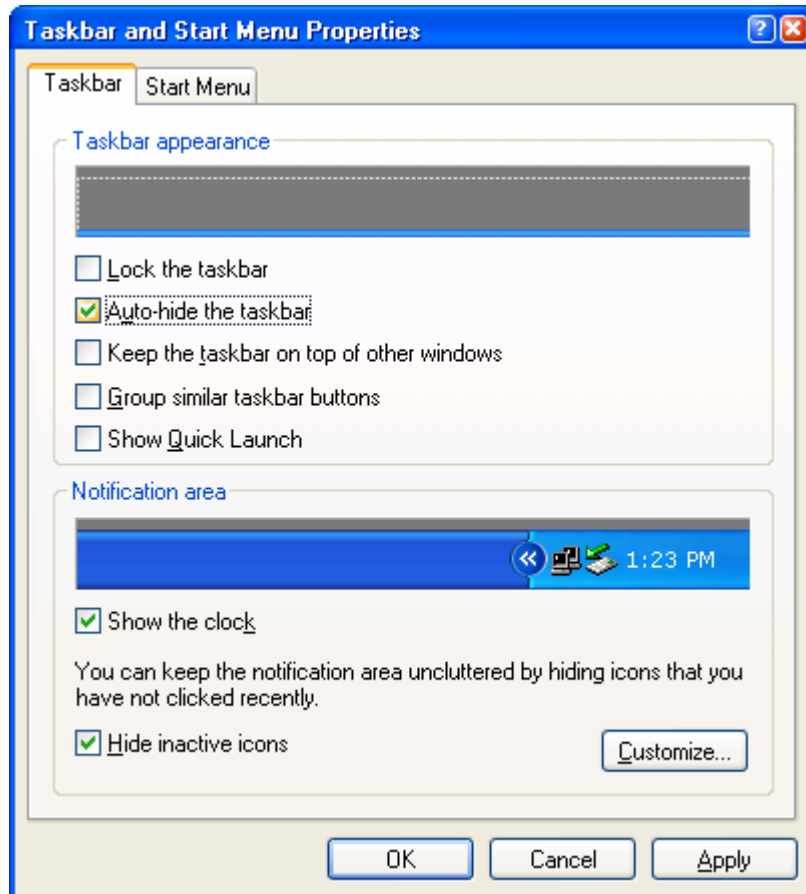 Taskbar and Start Menu Properties
Taskbar
Start Menu
Taskbar appearance
Lock the taskbar
Auto-hide the taskbar
Keep the taskbar on top of other windows
Group similar taskbar buttons
Show Quick Launch
Notification area
1:23 PM
Show the clock
You can keep the notification area uncluttered by hiding icons that you
have not clicked recently.
Hide inactive icons
Customize...
OK
Cancel
Apply